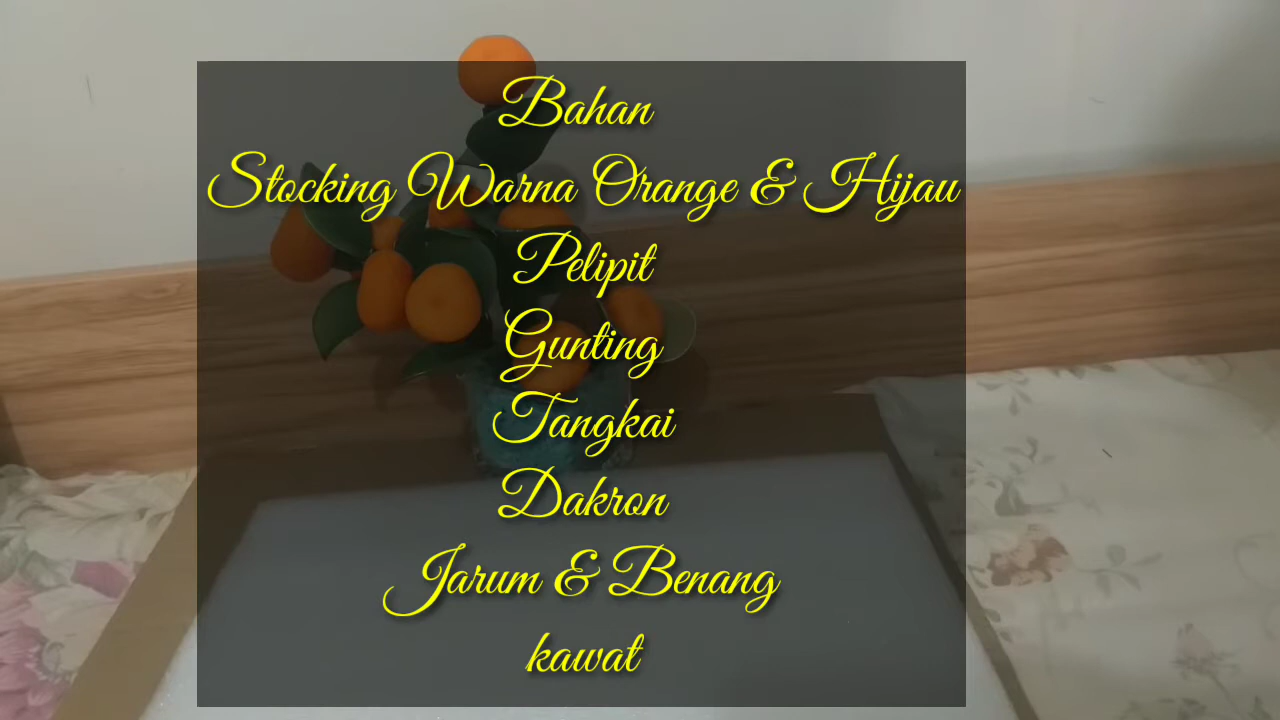 Bahan
Stocking Warna Orange & Hijau
Pelipit
Gunting
Tangkai
Dakron
Jarum & Benang
kawat